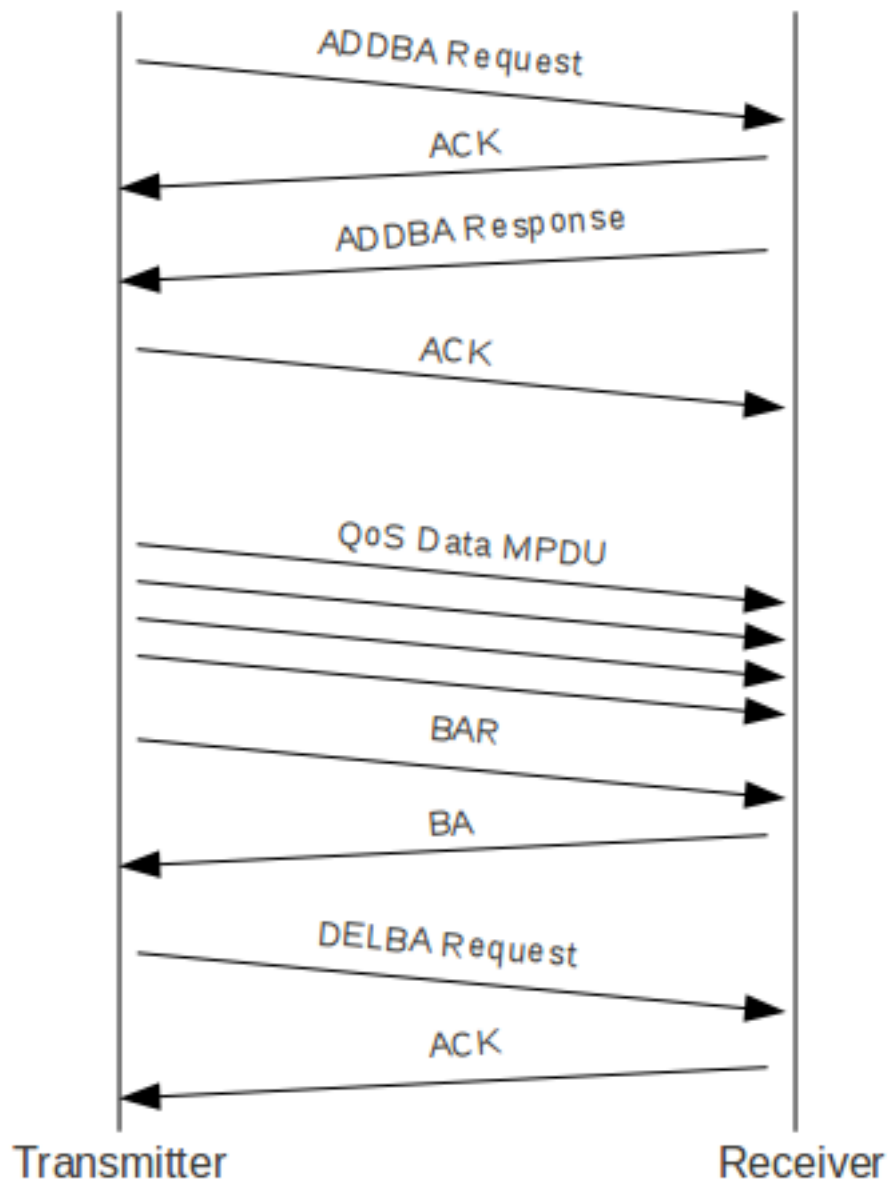 ADDBA Request
ACK
ADDBA Response
ACK
QoS Data MPDU
BAR
BA
DELBA Request
ACK
Transmitter
Receiver